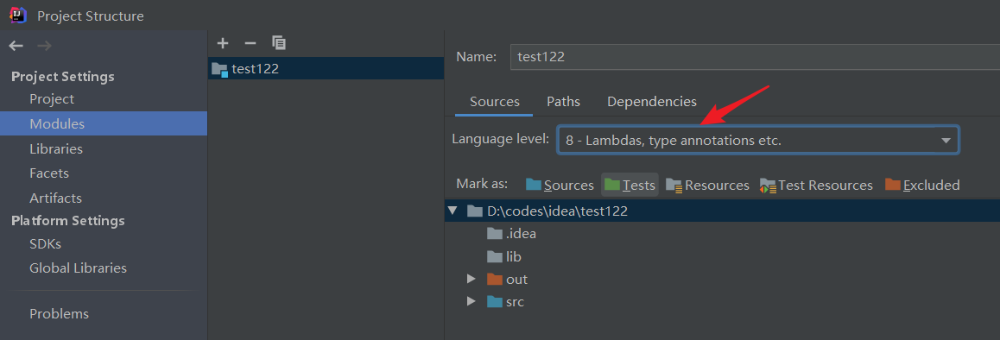 Project Structure
Project Settings
Project
Modules
Libraries
Facets
Artifacts
Platform Settings
SDKs
Global Libraries
Problems
test122
Name: test122
Sources Paths Dependencies
Language level: 8 - Lambdas, type annotations etc.
Mark as: Sources Tests Resources Test Resources Excluded
D:\codes\idea\test122
.idea
lib
out
src